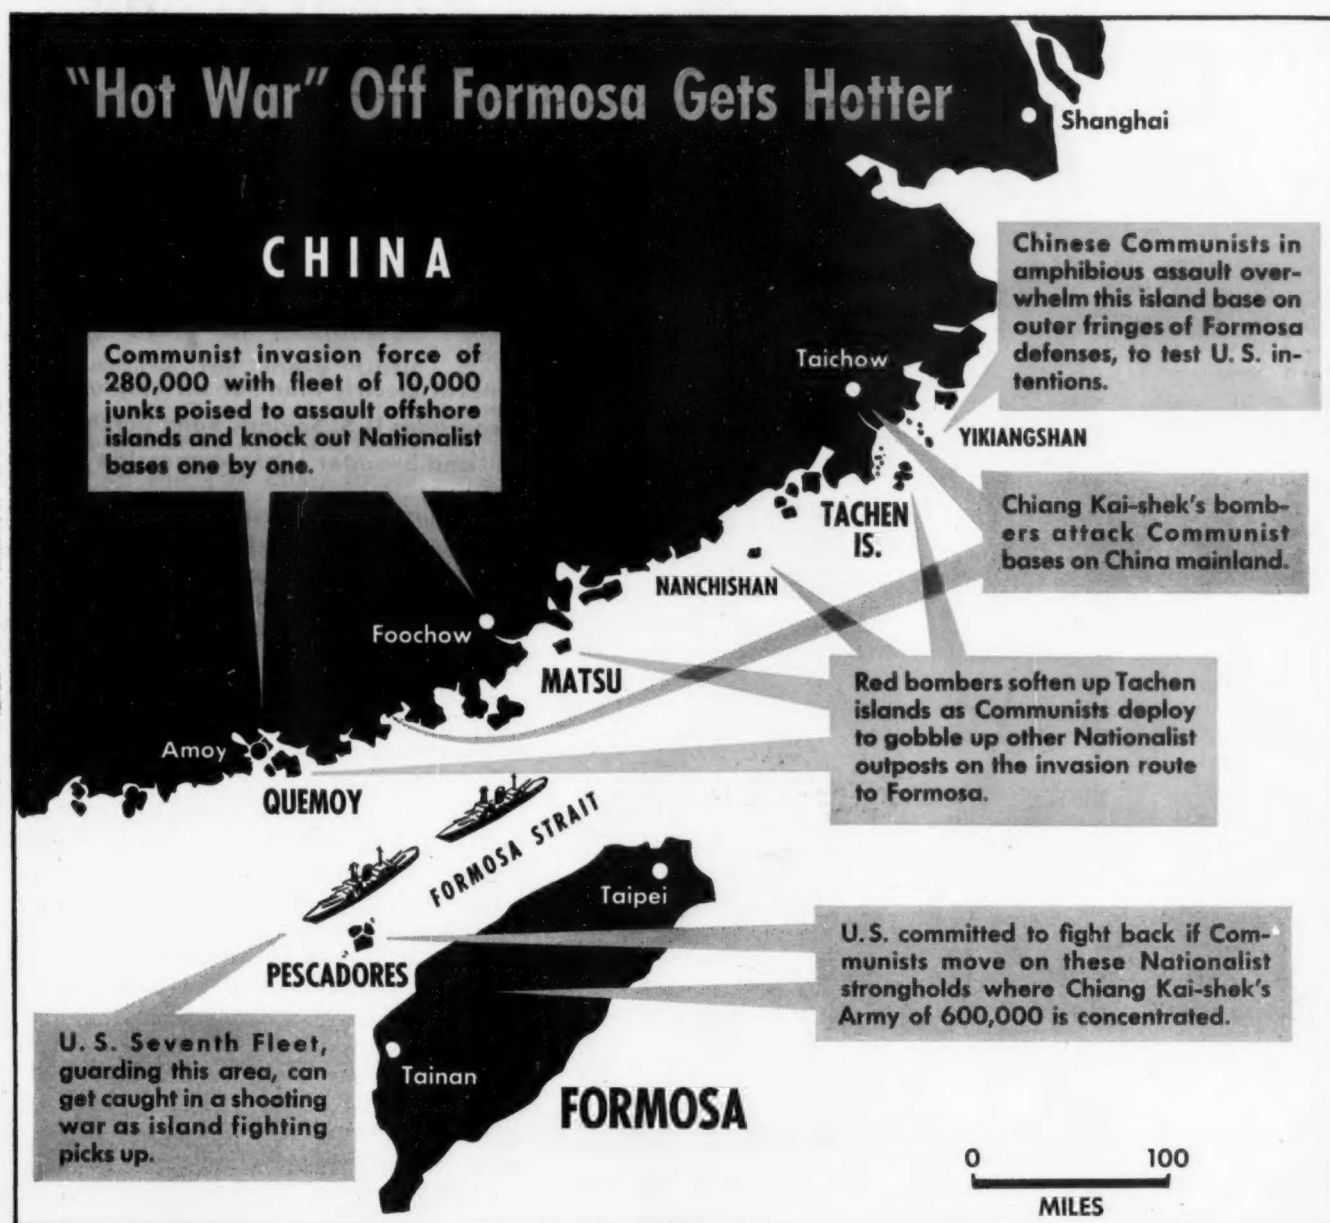 "Hot War" Off Formosa Gets Hotter
Shanghai
CHINA
Chinese Communists in
amphibious assault over-
whelm this island base on
outer fringes of Formosa
defenses, to test U. S. in-
tentions.
Communist invasion force of
280,000 with fleet of 10,000
junks poised to assault offshore
islands and knock out Nationalist
bases one by one.
Taichow
YIKIANGSHAN
TACHEN
IS.
Chiang Kai-shek's bomb-
ers attack Communist
bases on China mainland.
NANCHISHAN
Foochow
MATSU
Red bombers soften up Tachen
islands as Communists deploy
to gobble up other Nationalist
outposts on the invasion route
to Formosa.
Amoy
QUEMOY
FORMOSA STRAIT
Taipei
PESCADORES
U.S. committed to fight back if Com-
munists move on these Nationalist
strongholds where Chiang Kai-shek's
Army of 600,000 is concentrated.
U. S. Seventh Fleet,
guarding this area, can
get caught in a shooting
war as island fighting
picks up.
Tainan
FORMOSA
0 100
MILES